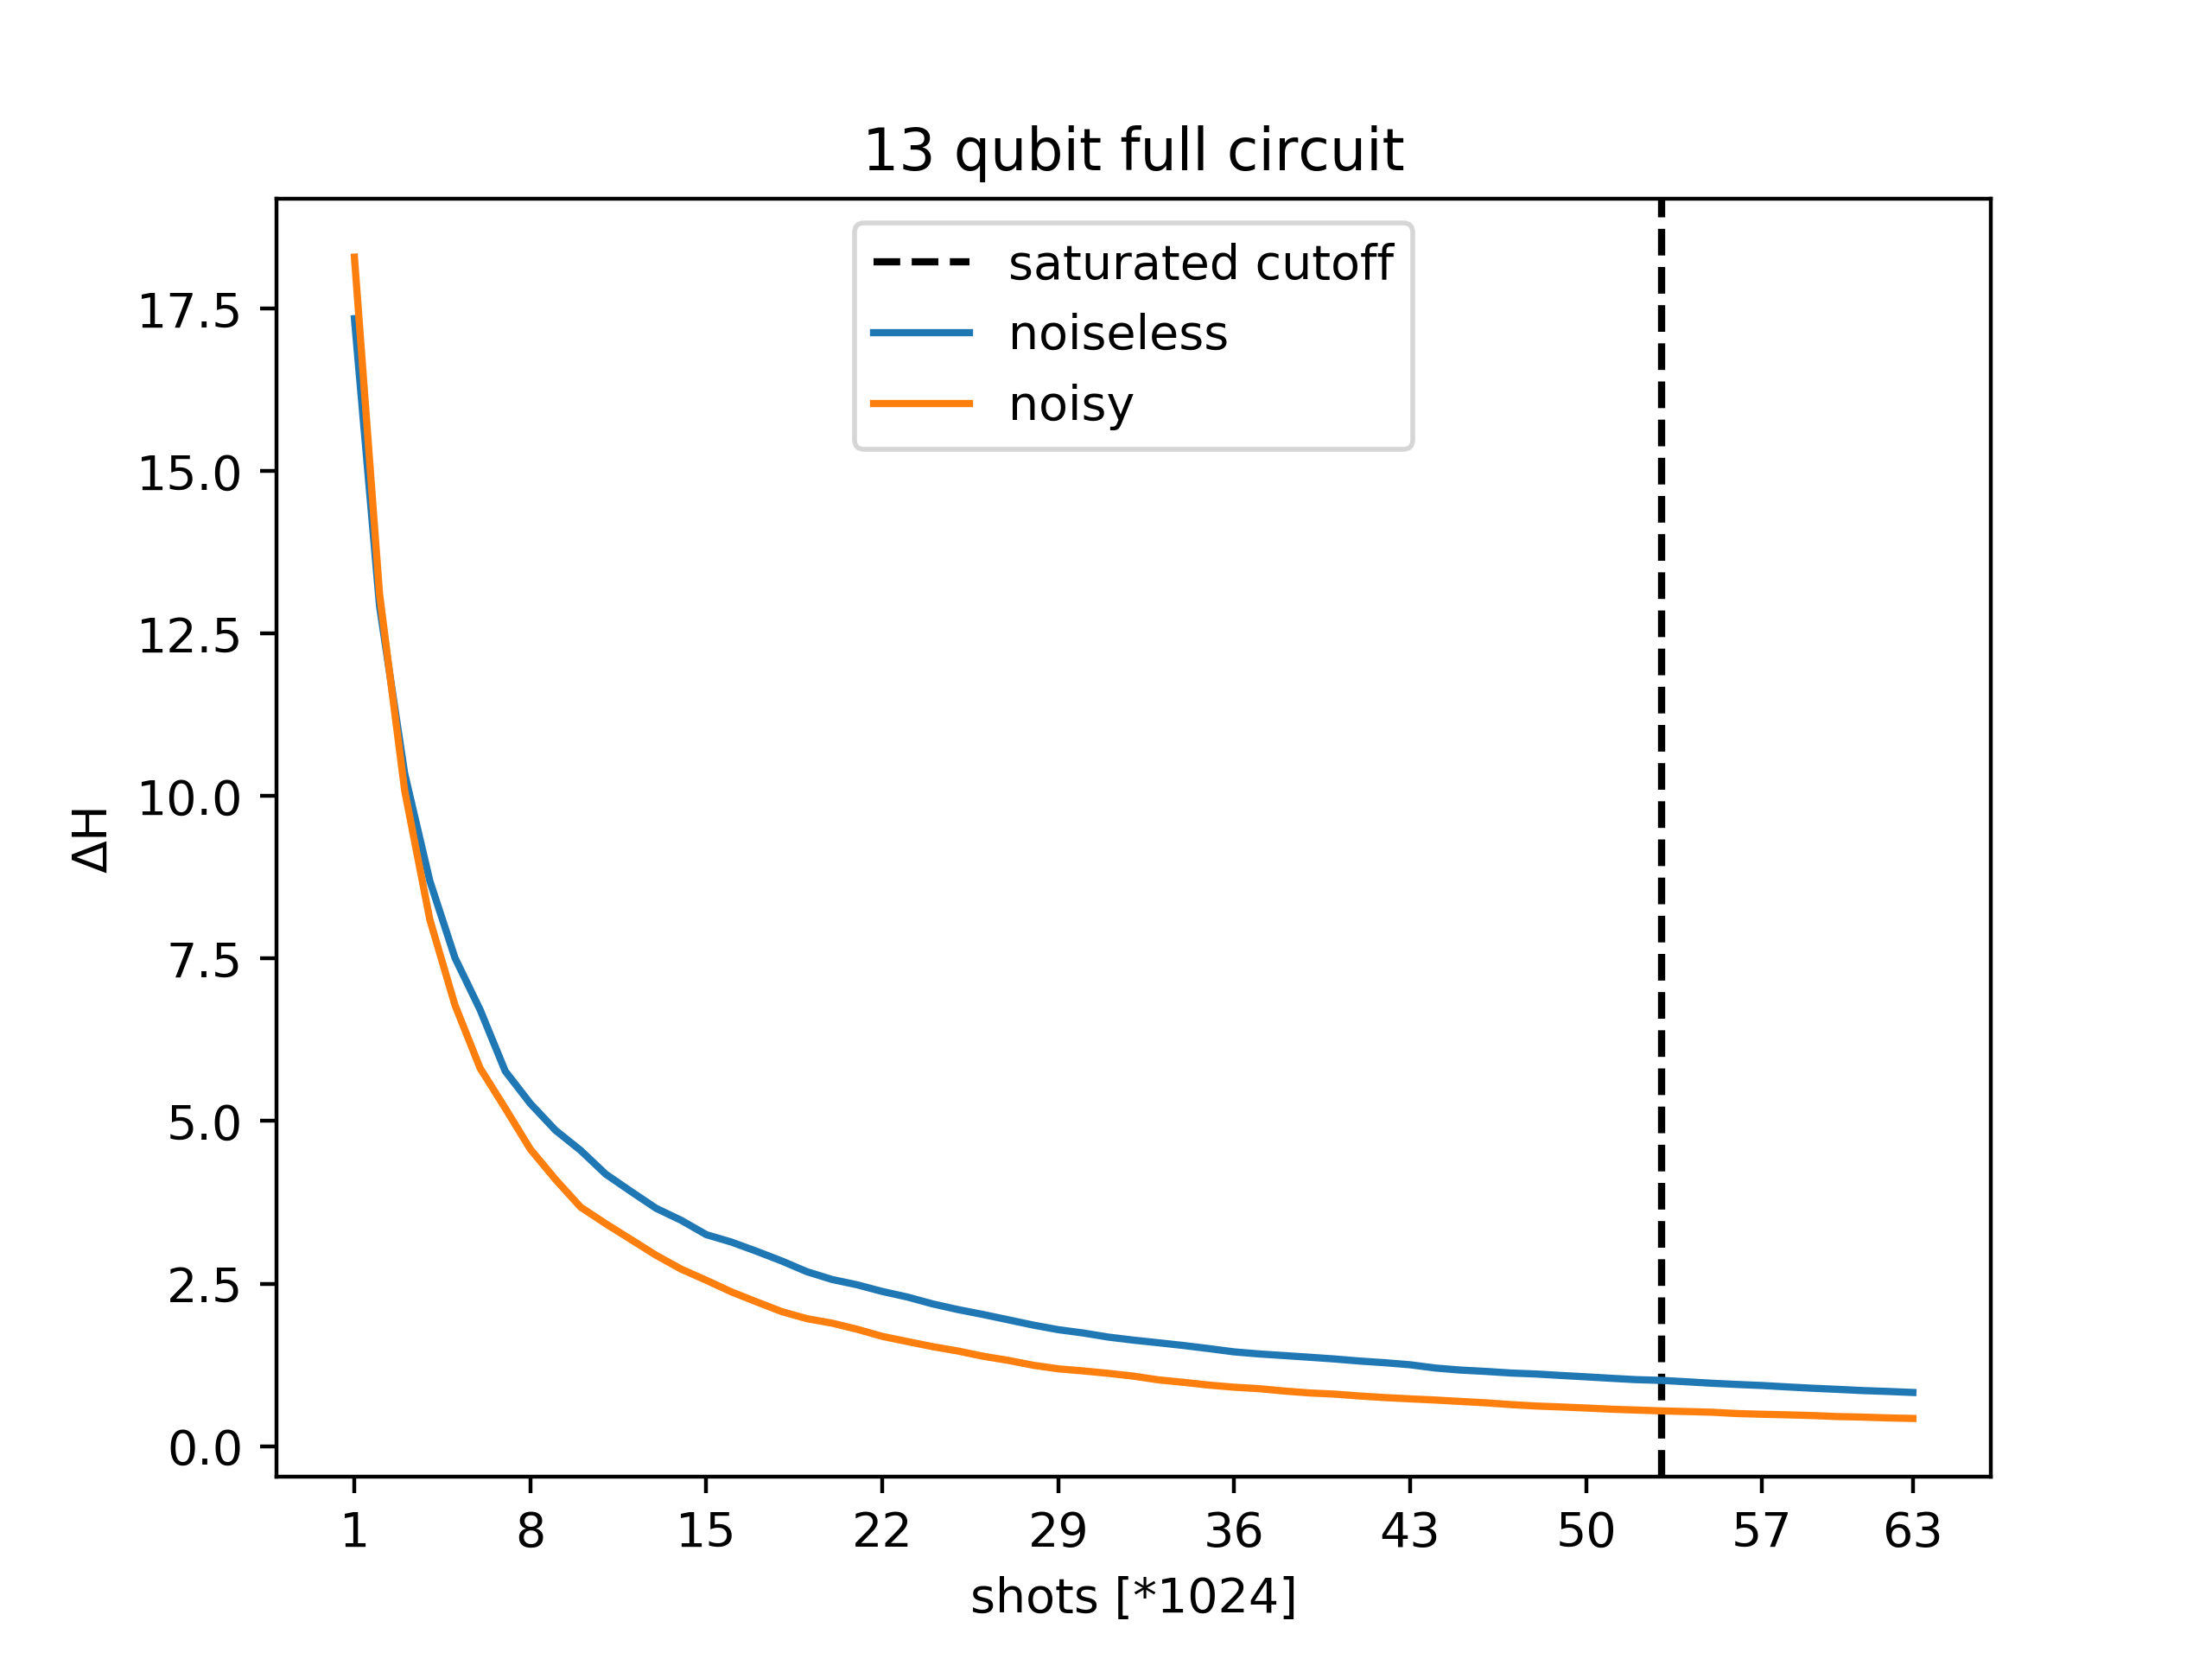 13 qubit full circuit
saturated cutoff
noiseless
noisy
17.5
15.0
12.5
10.0
7.5
5.0
2.5
0.0
ΔH
1 8 15 22 29 36 43 50 57 63
shots [*1024]